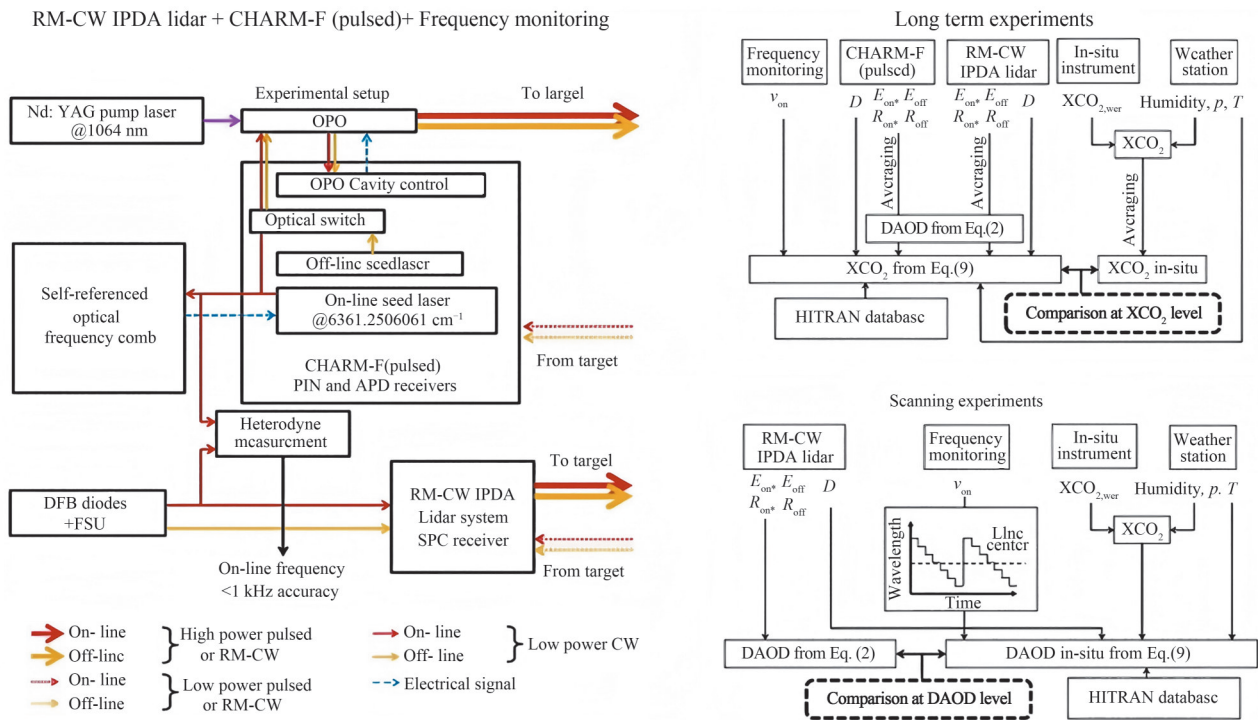 RM-CW IPDA lidar + CHARM-F (pulsed)+ Frequency monitoring
Experimental setup
To largel
Nd: YAG pump laser
@1064 nm
OPO
OPO Cavity control
Optical switch
Off-linc scedlascr
On-line seed laser
@6361.2506061 cm⁻¹
CHARM-F(pulsed)
PIN and APD receivers
From target
Self-referenced
optical
frequency comb
Heterodyne
mcasurcment
DFB diodes
+FSU
RM-CW IPDA
Lidar system
SPC receiver
To targel
From target
On-line frequency
<1 kHz accuracy
On- line
Off-linc
High power pulsed
or RM-CW
On- line
Off-line
Low power pulsed
or RM-CW
On- line
Off- line
Low power CW
Electrical signal
Long term experiments
Frequency
monitoring
CHARM-F
(pulscd)
RM-CW
IPDA lidar
In-situ
instrument
Wcather
station
v_on
D
E_on* E_off
R_on* R_off
E_on* E_off
R_on* R_off
D
XCO_2,wer
Humidity, p, T
XCO₂
Avcraging
Avcraging
Avcraging
DAOD from Eq.(2)
XCO₂ from Eq.(9)
XCO₂ in-situ
HITRAN databasc
Comparison at XCO₂ level
Scanning experiments
RM-CW
IPDA lidar
Frequency
monitoring
In-situ
instrument
Weather
station
E_on* E_off
R_on* R_off
D
v_on
XCO_2,wer
Humidity, p. T
XCO₂
Wavelength
Llnc
centcr
Time
DAOD from Eq. (2)
DAOD in-situ from Eq.(9)
Comparison at DAOD level
HITRAN databasc